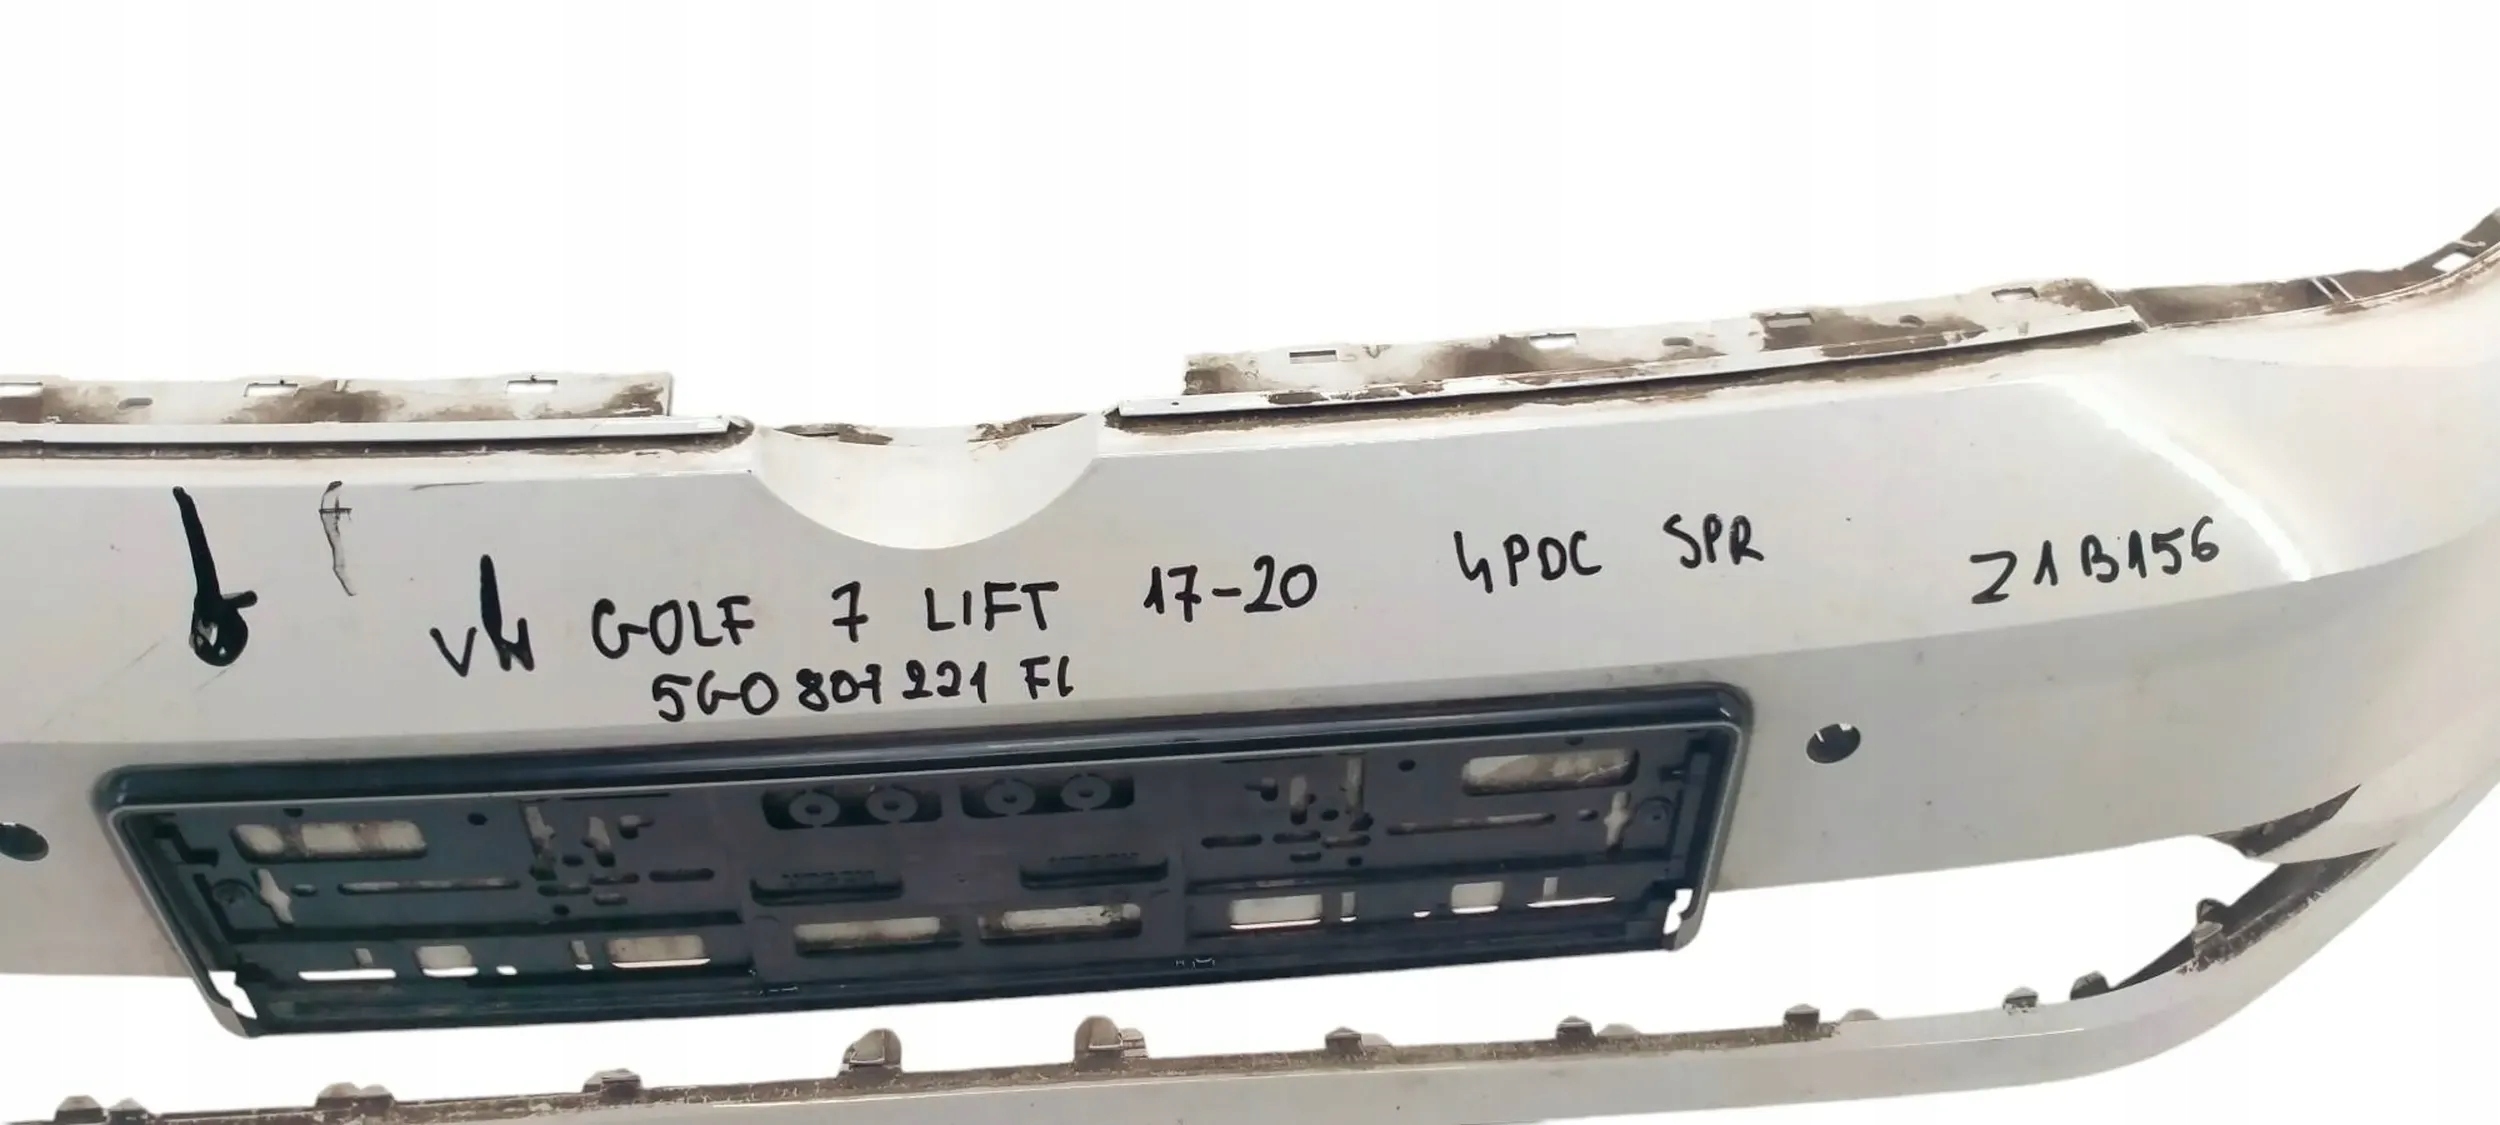 VW GOLF 7 LIFT 17-20 4PDC SPR Z1B156
5G0 807 221 FL